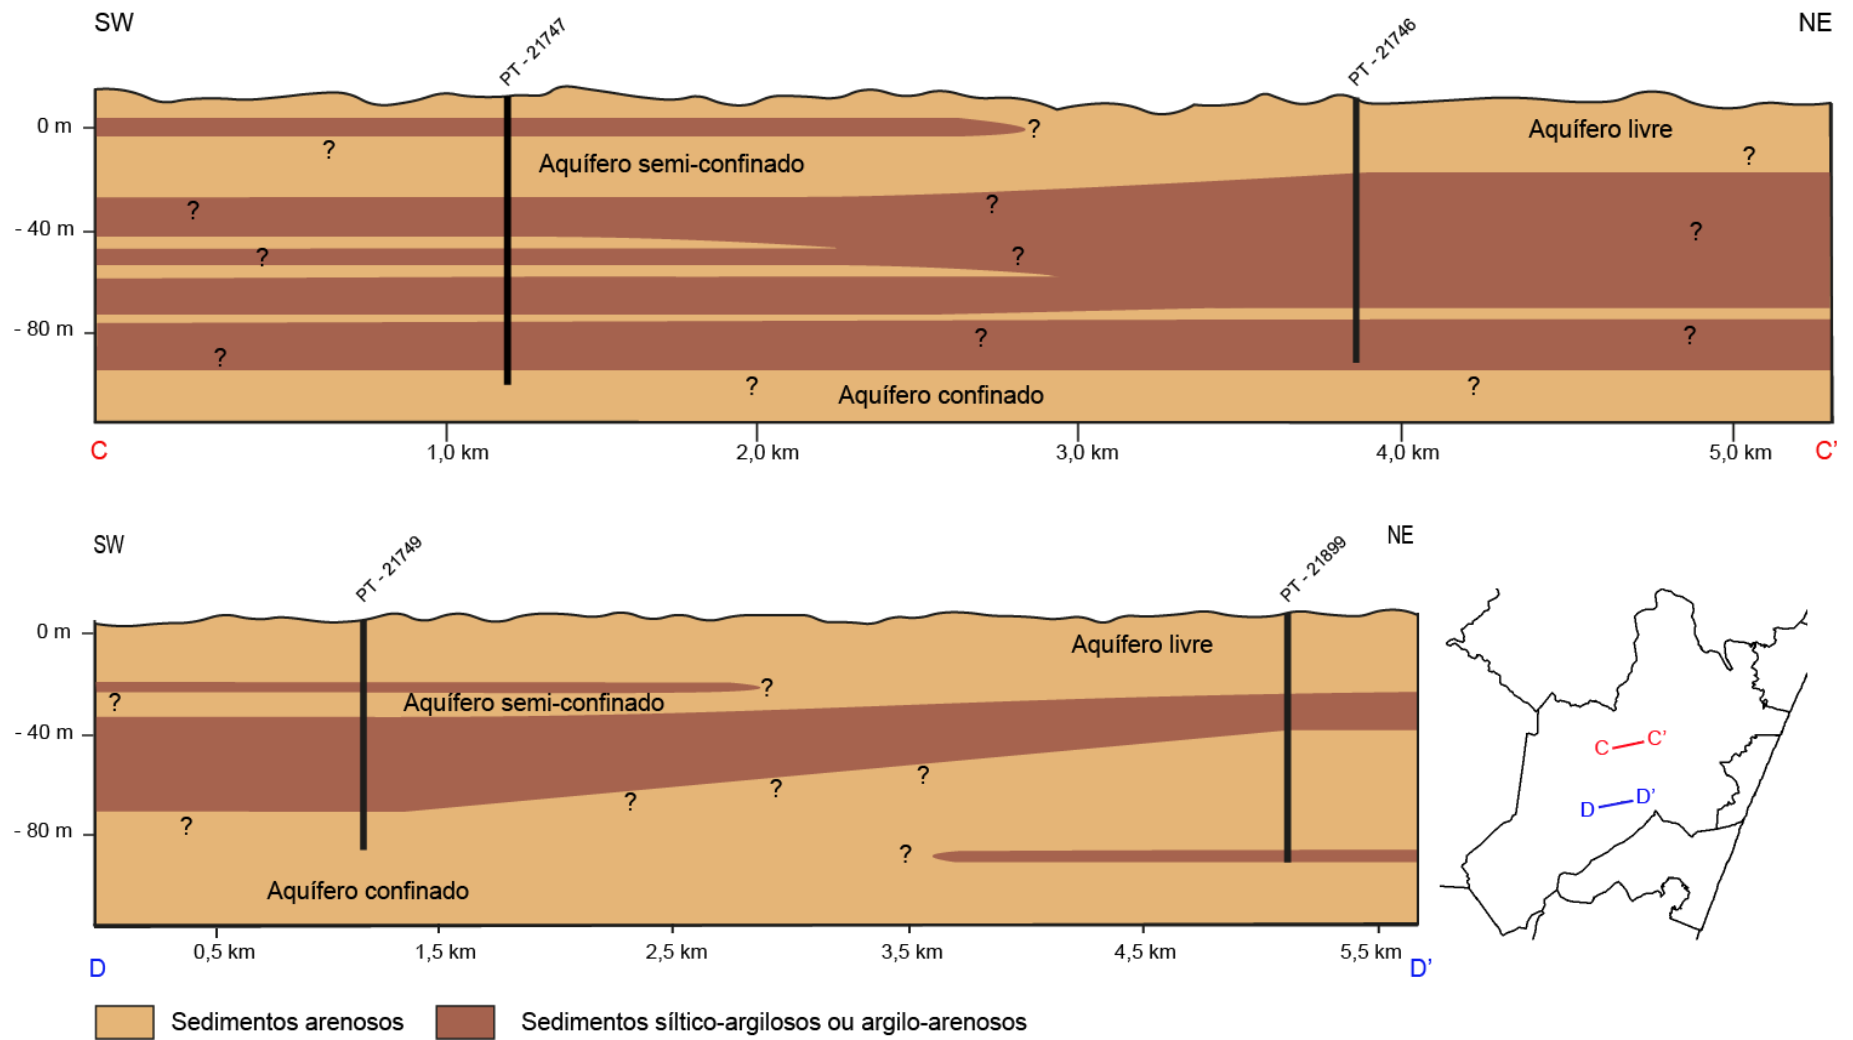 SW
PT - 21747
PT - 21746
NE
0 m
?
Aquífero livre
?
Aquífero semi-confinado
?
?
?
- 40 m
?
?
?
- 80 m
?
?
?
?
?
Aquífero confinado
C
1,0 km
2,0 km
3,0 km
4,0 km
5,0 km
C'
SW
PT - 21749
PT - 21899
NE
0 m
Aquífero livre
?
?
Aquífero semi-confinado
- 40 m
?
?
?
?
- 80 m
?
Aquífero confinado
0,5 km
1,5 km
2,5 km
3,5 km
4,5 km
5,5 km
D
D'
C
C'
D
D'
Sedimentos arenosos
Sedimentos síltico-argilosos ou argilo-arenosos